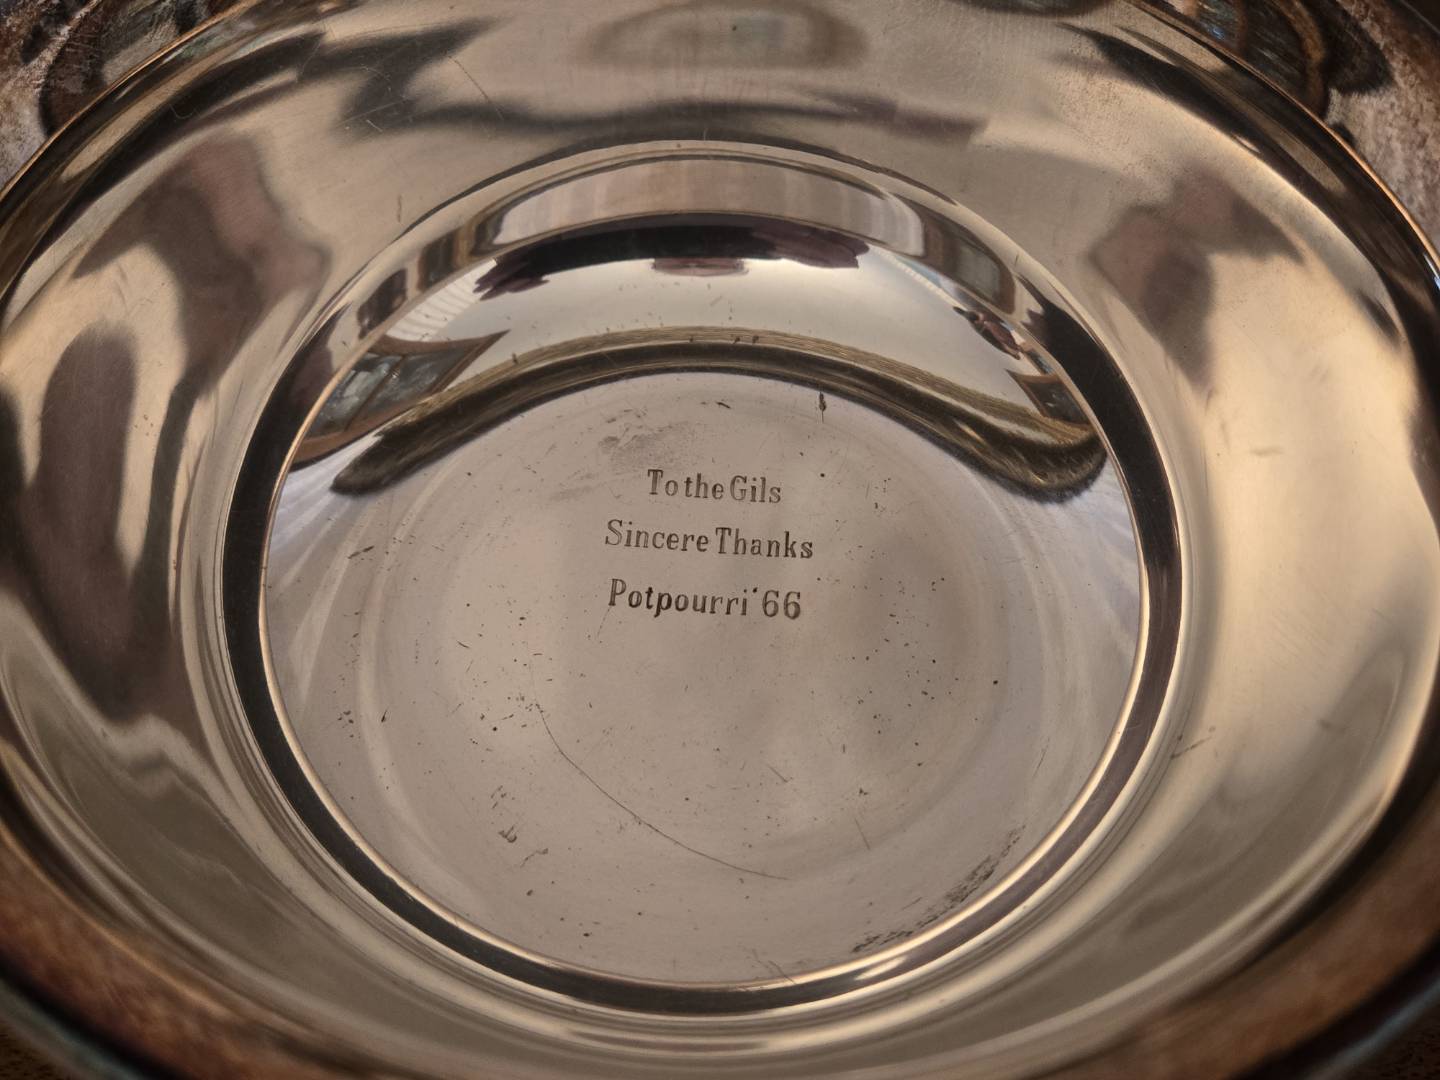 To the Gils
Sincere Thanks
Potpourri '66